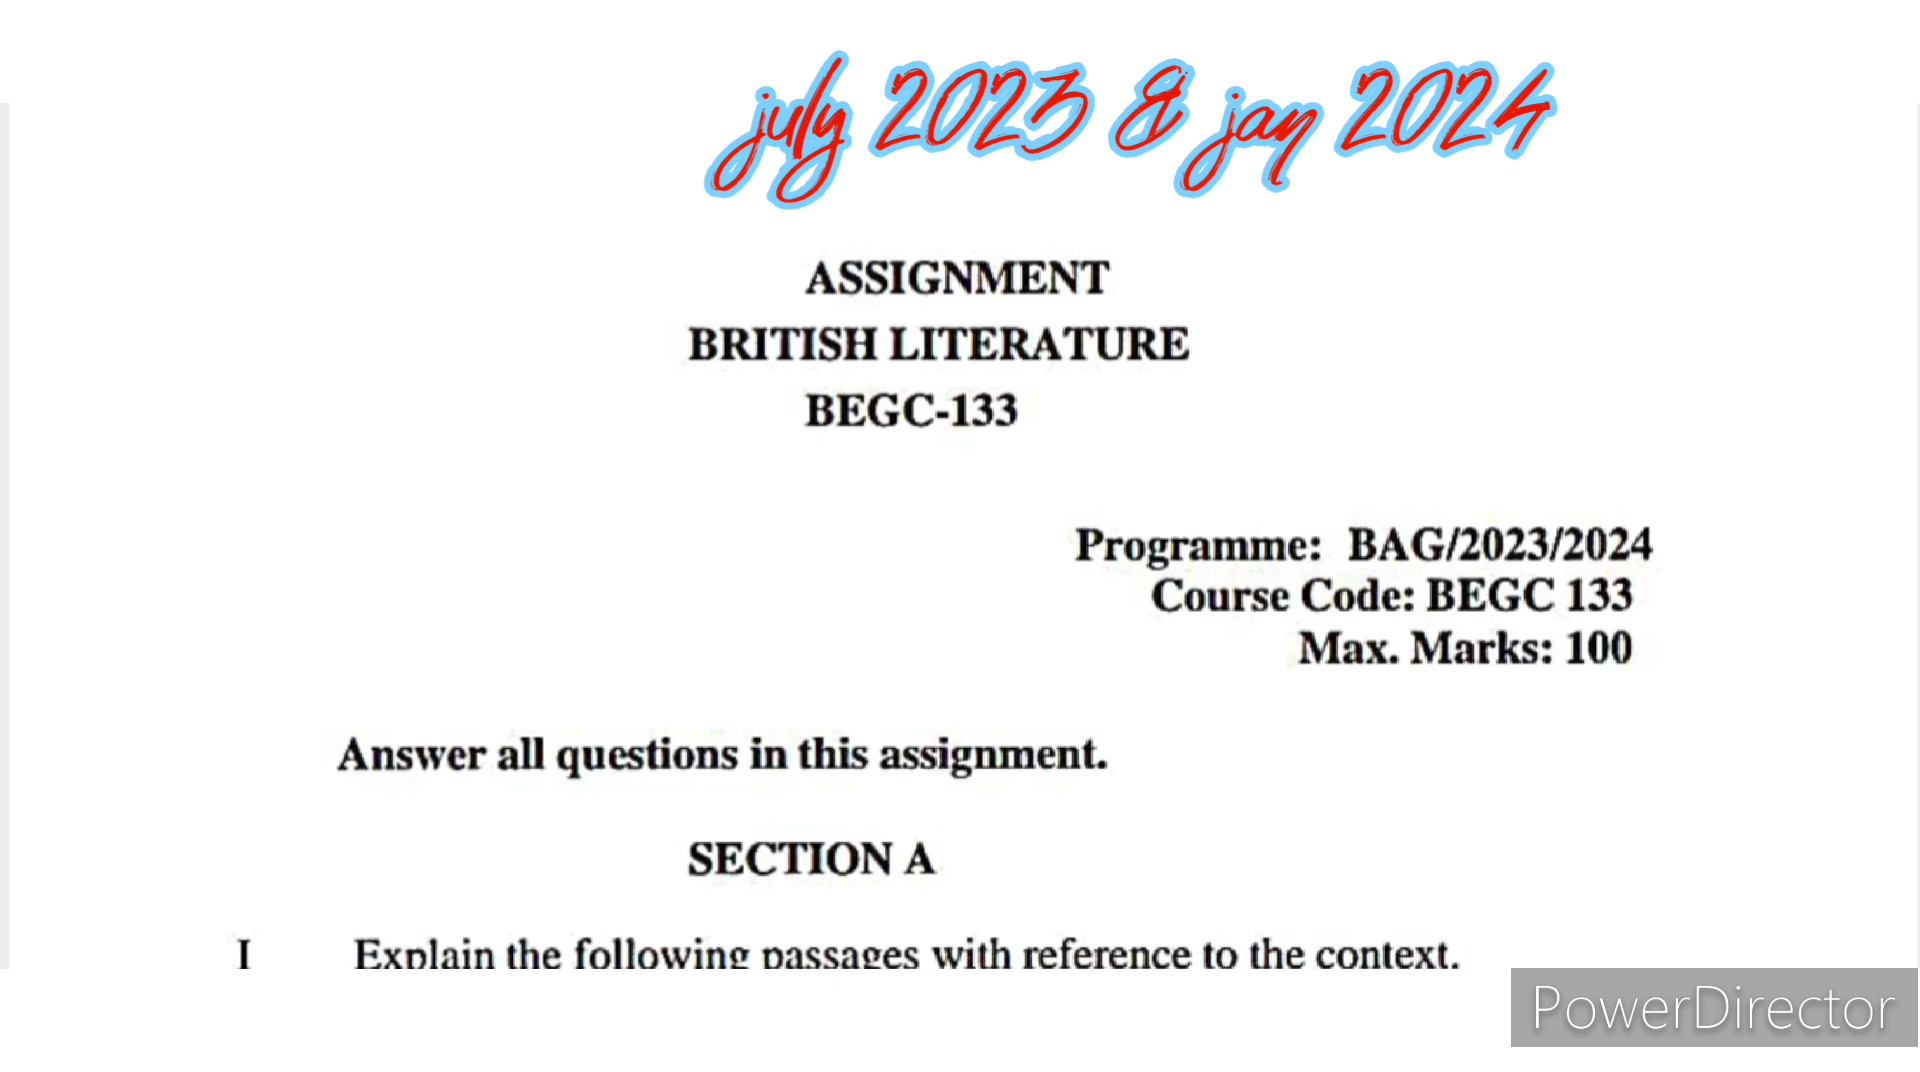 july 2023 & jan 2024
ASSIGNMENT
BRITISH LITERATURE
BEGC-133
Programme: BAG/2023/2024
Course Code: BEGC 133
Max. Marks: 100
Answer all questions in this assignment.
SECTION A
I Explain the following passages with reference to the context.
PowerDirector